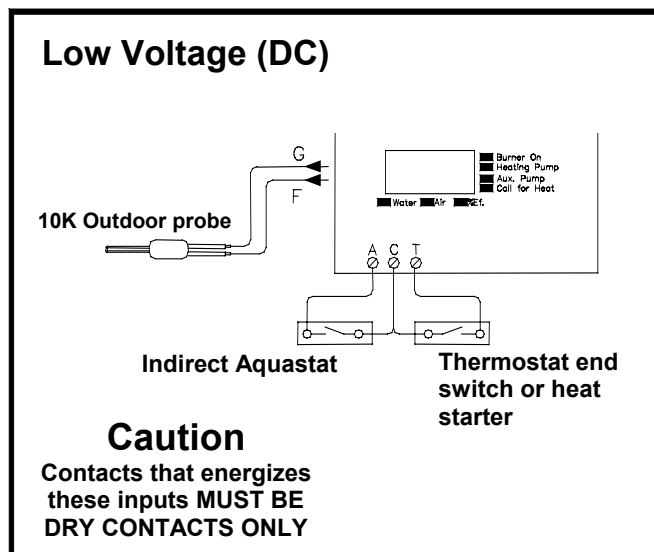 Low Voltage (DC)
G
F
10K Outdoor probe
Burner On
Heating Pump
Aux. Pump
Call for Heat
Water Air %Ef.
A C T
Indirect Aquastat
Thermostat end
switch or heat
starter
Caution
Contacts that energizes
these inputs MUST BE
DRY CONTACTS ONLY